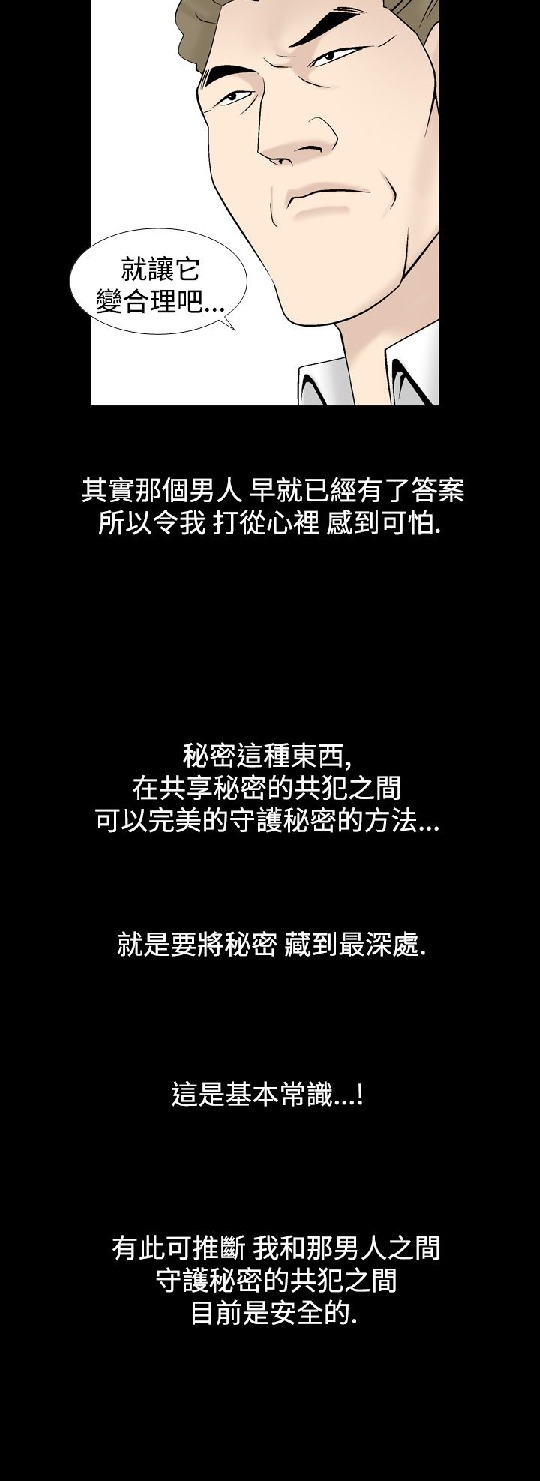 就讓它
變合理吧...
其實那個男人 早就已經有了答案
所以令我 打從心裡 感到可怕.
秘密這種東西,
在共享秘密的共犯之間
可以完美的守護秘密的方法...
就是要將秘密 藏到最深處.
這是基本常識...!
有此可推斷 我和那男人之間
守護秘密的共犯之間
目前是安全的.